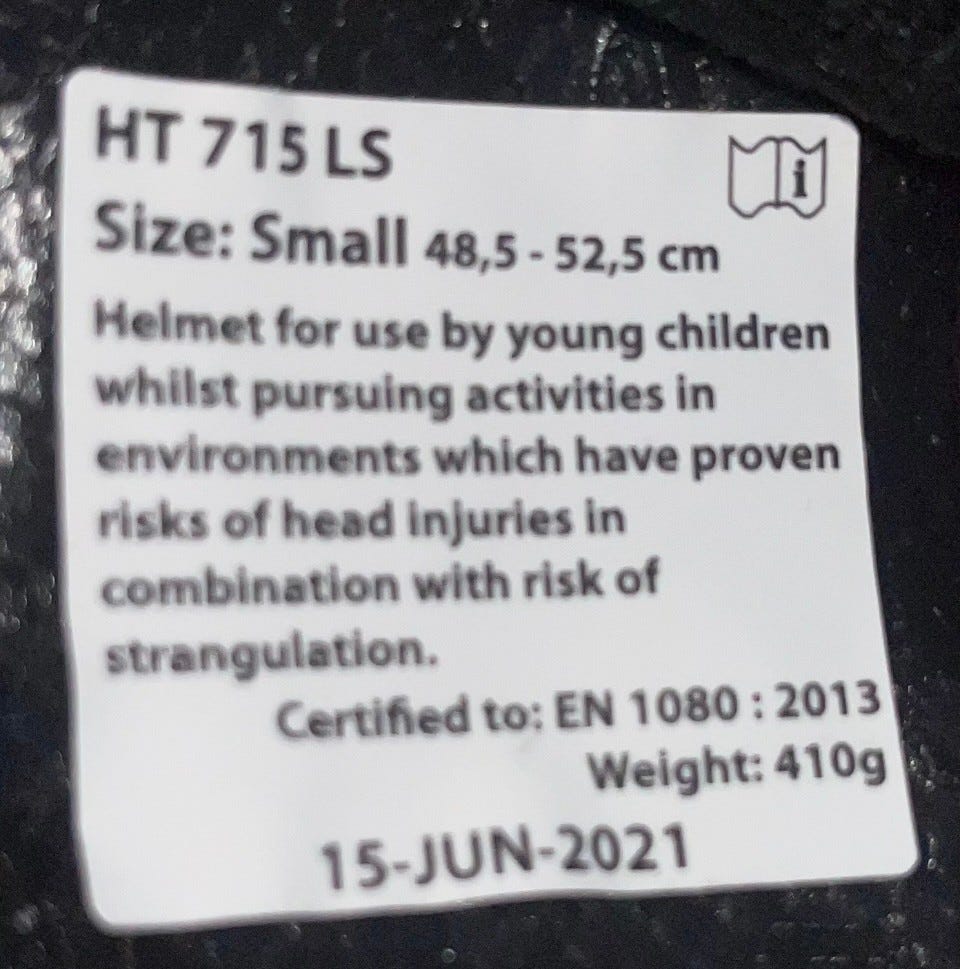 HT 715 LS
i
Size: Small 48,5 - 52,5 cm
Helmet for use by young children
whilst pursuing activities in
environments which have proven
risks of head injuries in
combination with risk of
strangulation.
Certified to: EN 1080 : 2013
Weight: 410g
15-JUN-2021